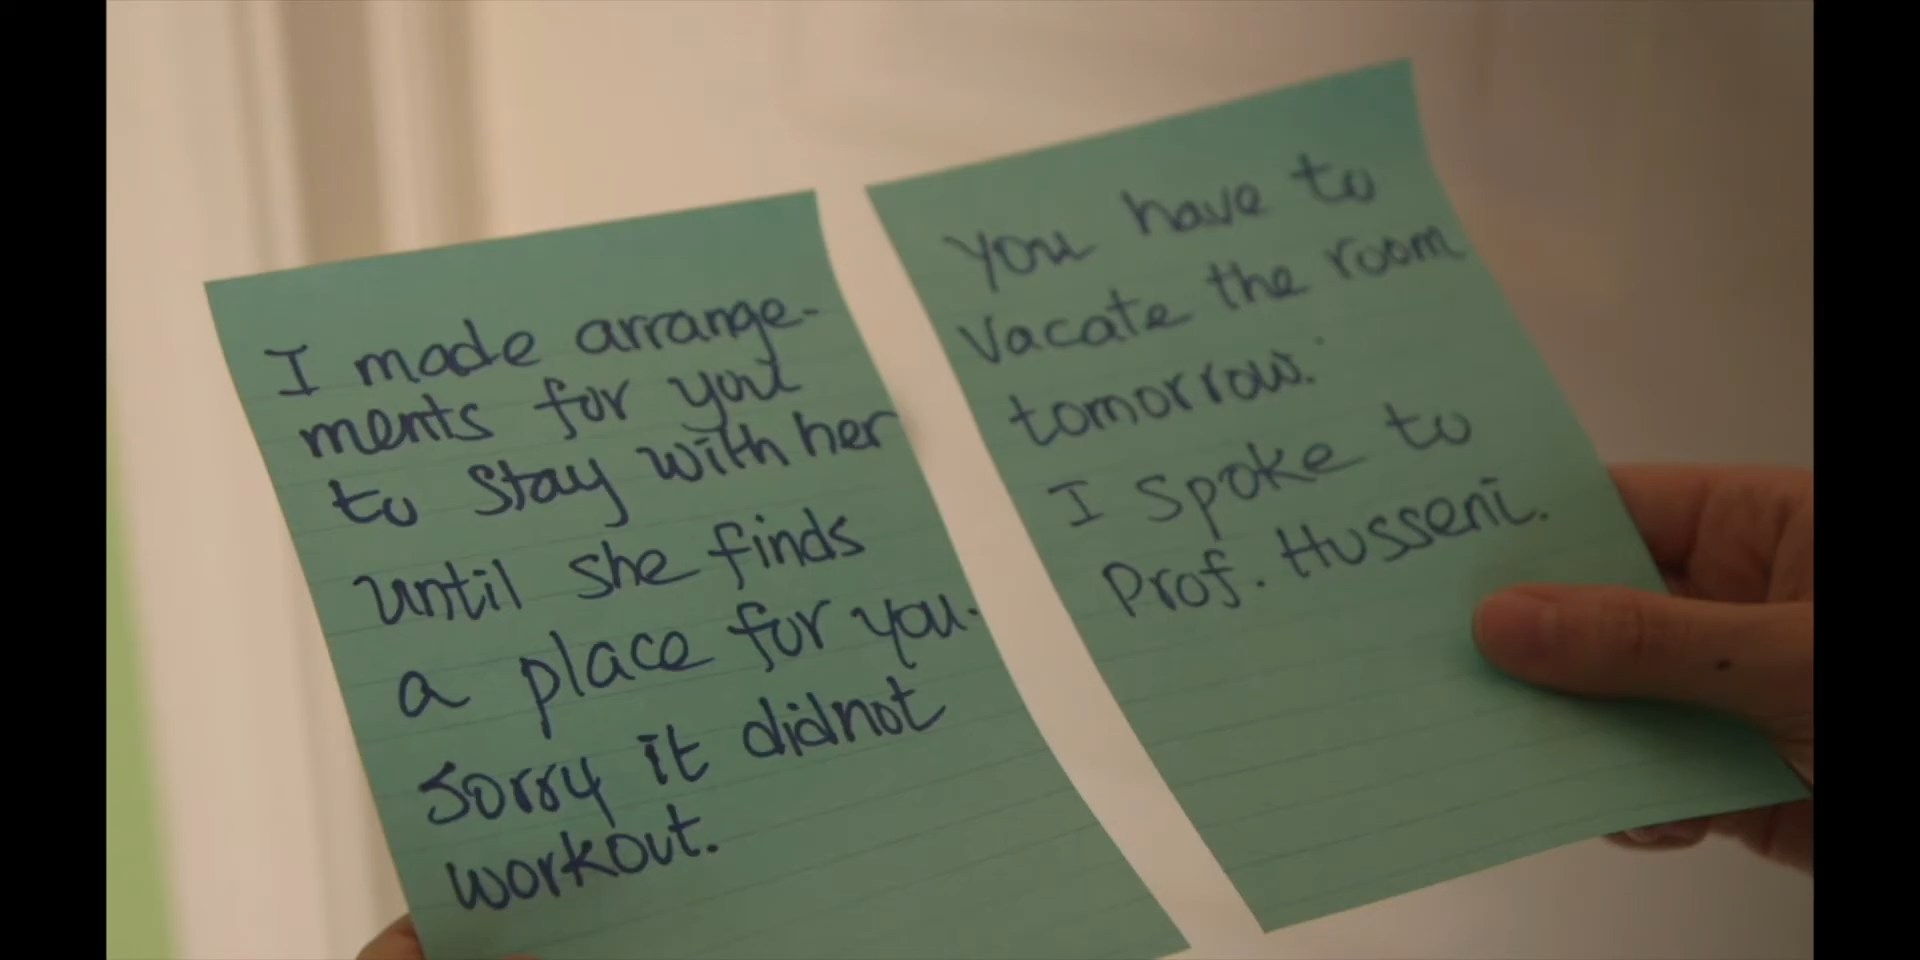 I made arrange-
ments for you
to stay with her
until she finds
a place for you.
Sorry it didnot
workout.
You have to
vacate the room
tomorrow.
I spoke to
Prof. Husseni.